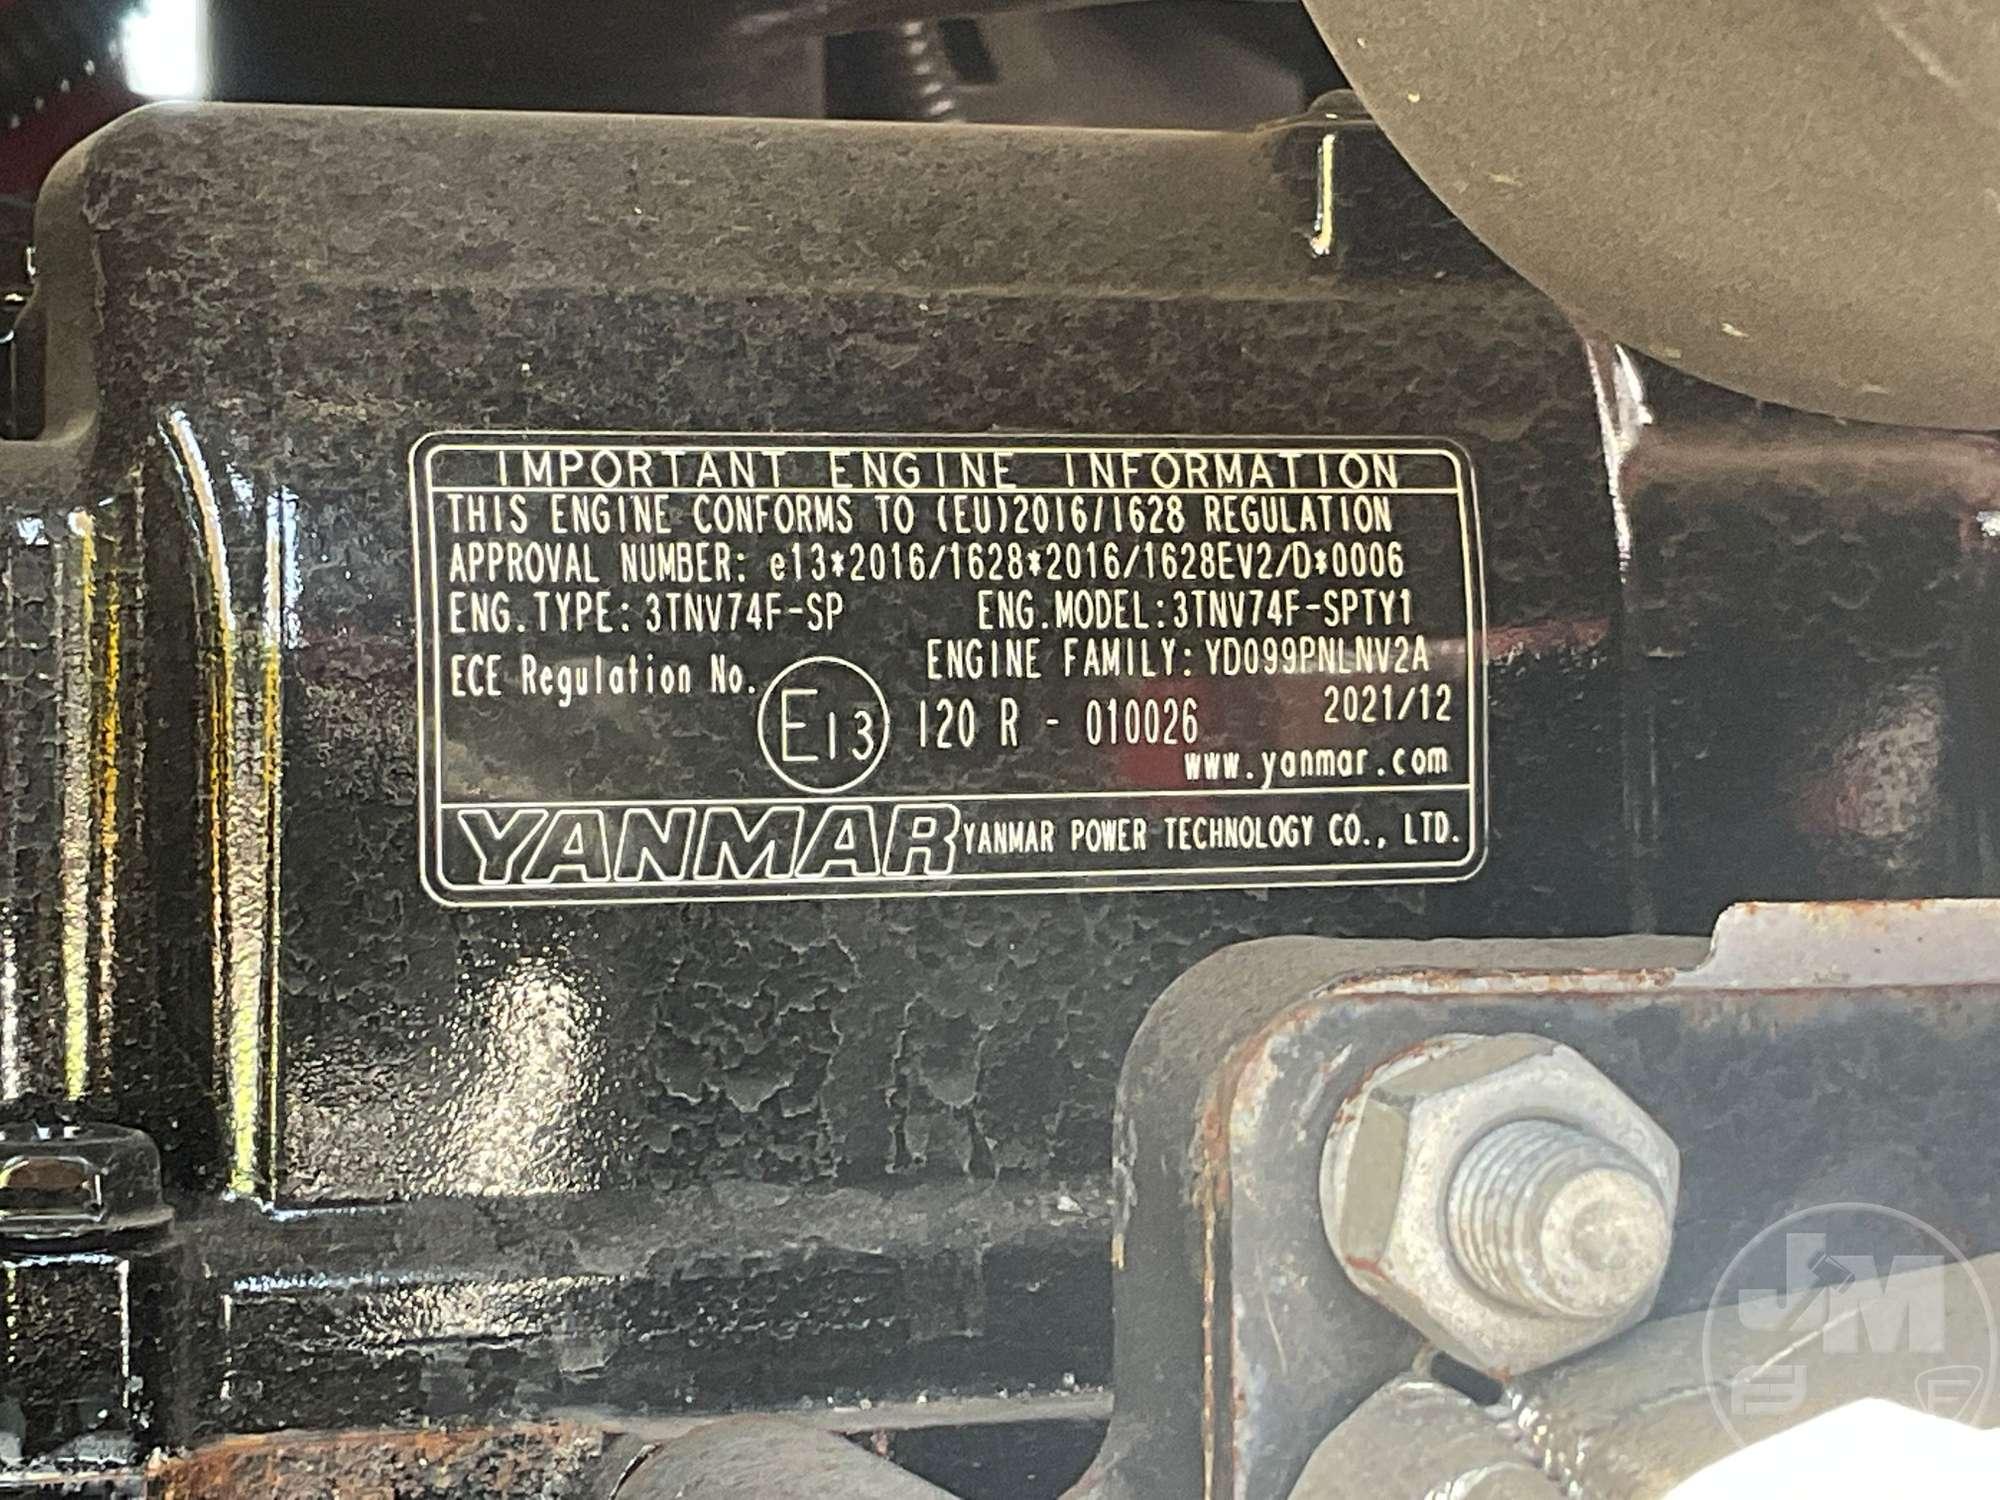 IMPORTANT ENGINE INFORMATION
THIS ENGINE CONFORMS TO (EU)2016/1628 REGULATION
APPROVAL NUMBER: e13*2016/1628*2016/1628EV2/D*0006
ENG.TYPE: 3TNV74F-SP ENG.MODEL:3TNV74F-SPTY1
ENGINE FAMILY: YD099PNLNV2A
ECE Regulation No. E13 120 R - 010026 2021/12
www.yanmar.com
YANMAR YANMAR POWER TECHNOLOGY CO., LTD.
JM